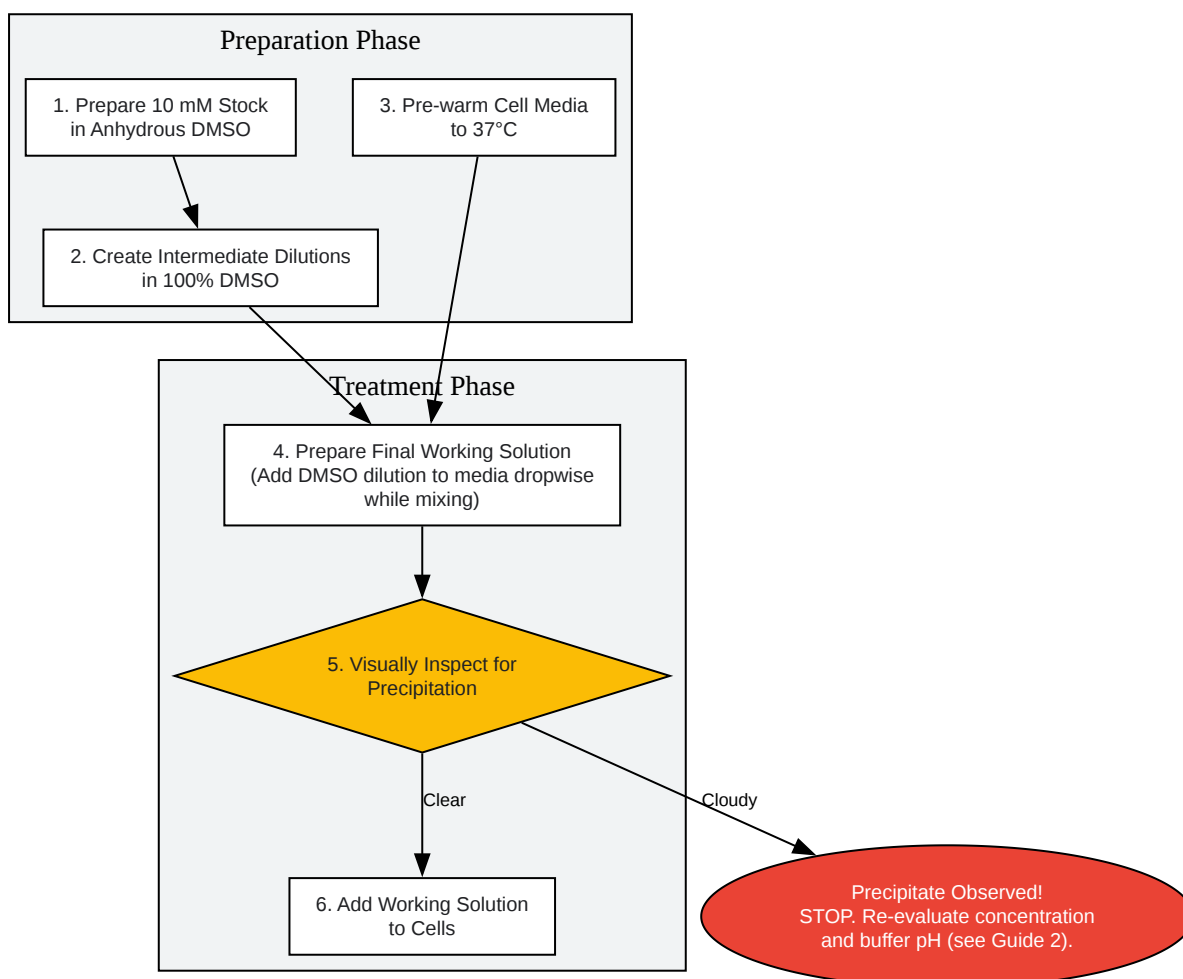 Preparation Phase
1. Prepare 10 mM Stock
in Anhydrous DMSO
3. Pre-warm Cell Media
to 37°C
2. Create Intermediate Dilutions
in 100% DMSO
Treatment Phase
4. Prepare Final Working Solution
(Add DMSO dilution to media dropwise
while mixing)
5. Visually Inspect for
Precipitation
Clear
Cloudy
6. Add Working Solution
to Cells
Precipitate Observed!
STOP. Re-evaluate concentration
and buffer pH (see Guide 2).